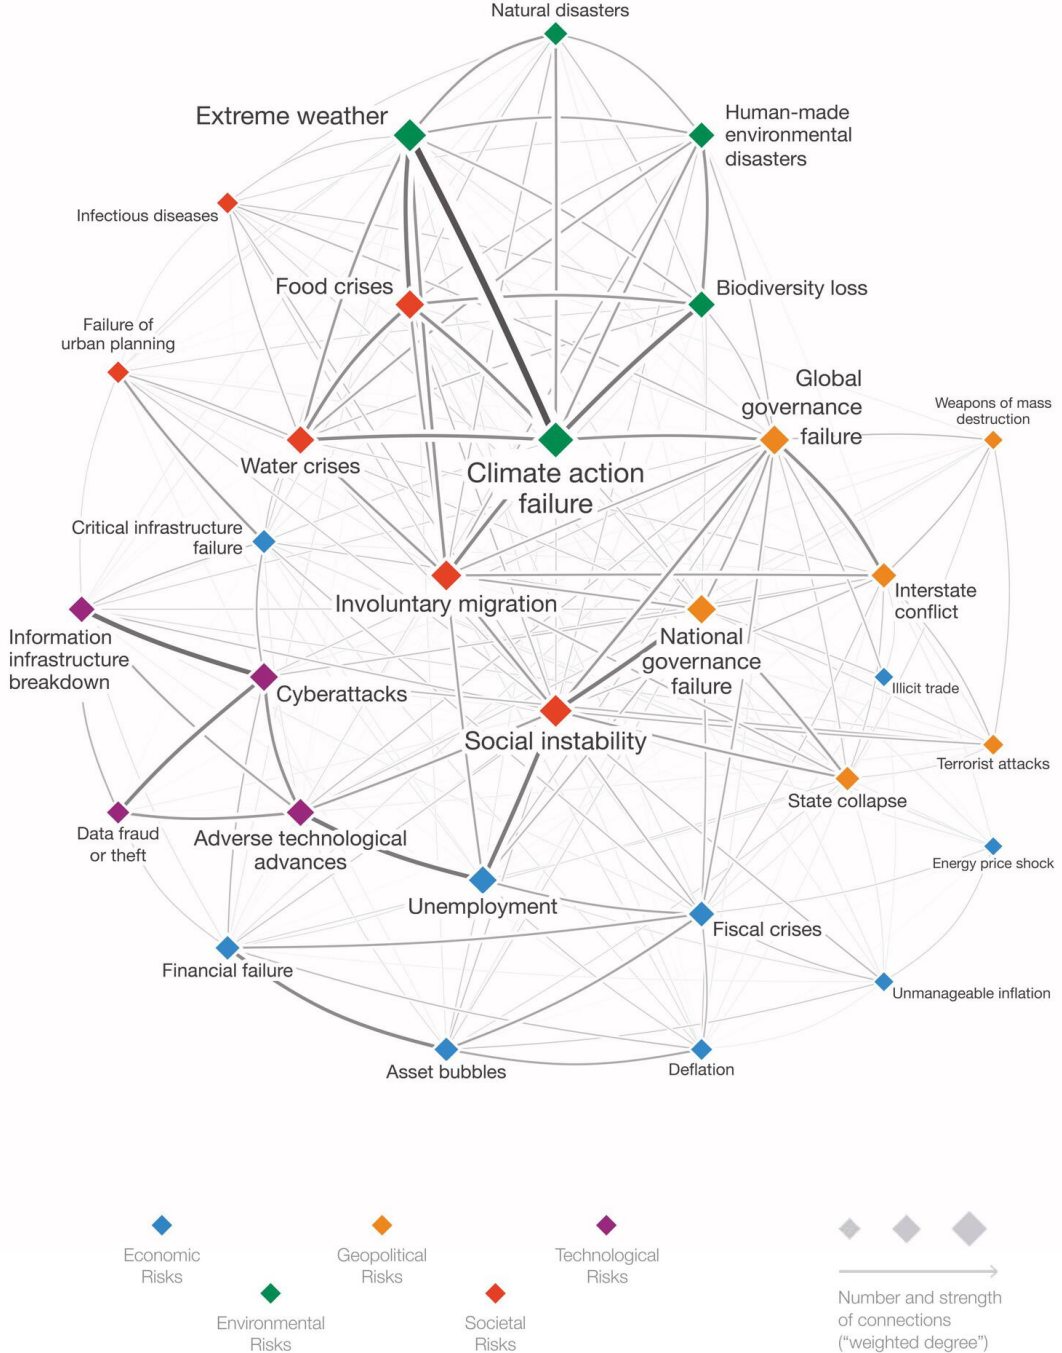 Natural disasters
Extreme weather
Human-made
environmental
disasters
Infectious diseases
Food crises
Biodiversity loss
Failure of
urban planning
Global
governance
failure
Weapons of mass
destruction
Water crises
Climate action
failure
Critical infrastructure
failure
Involuntary migration
Interstate
conflict
Information
infrastructure
breakdown
National
governance
failure
Cyberattacks
Illicit trade
Social instability
Terrorist attacks
State collapse
Data fraud
or theft
Adverse technological
advances
Energy price shock
Unemployment
Fiscal crises
Financial failure
Unmanageable inflation
Asset bubbles
Deflation
Economic
Risks
Geopolitical
Risks
Technological
Risks
Environmental
Risks
Societal
Risks
Number and strength
of connections
(“weighted degree”)